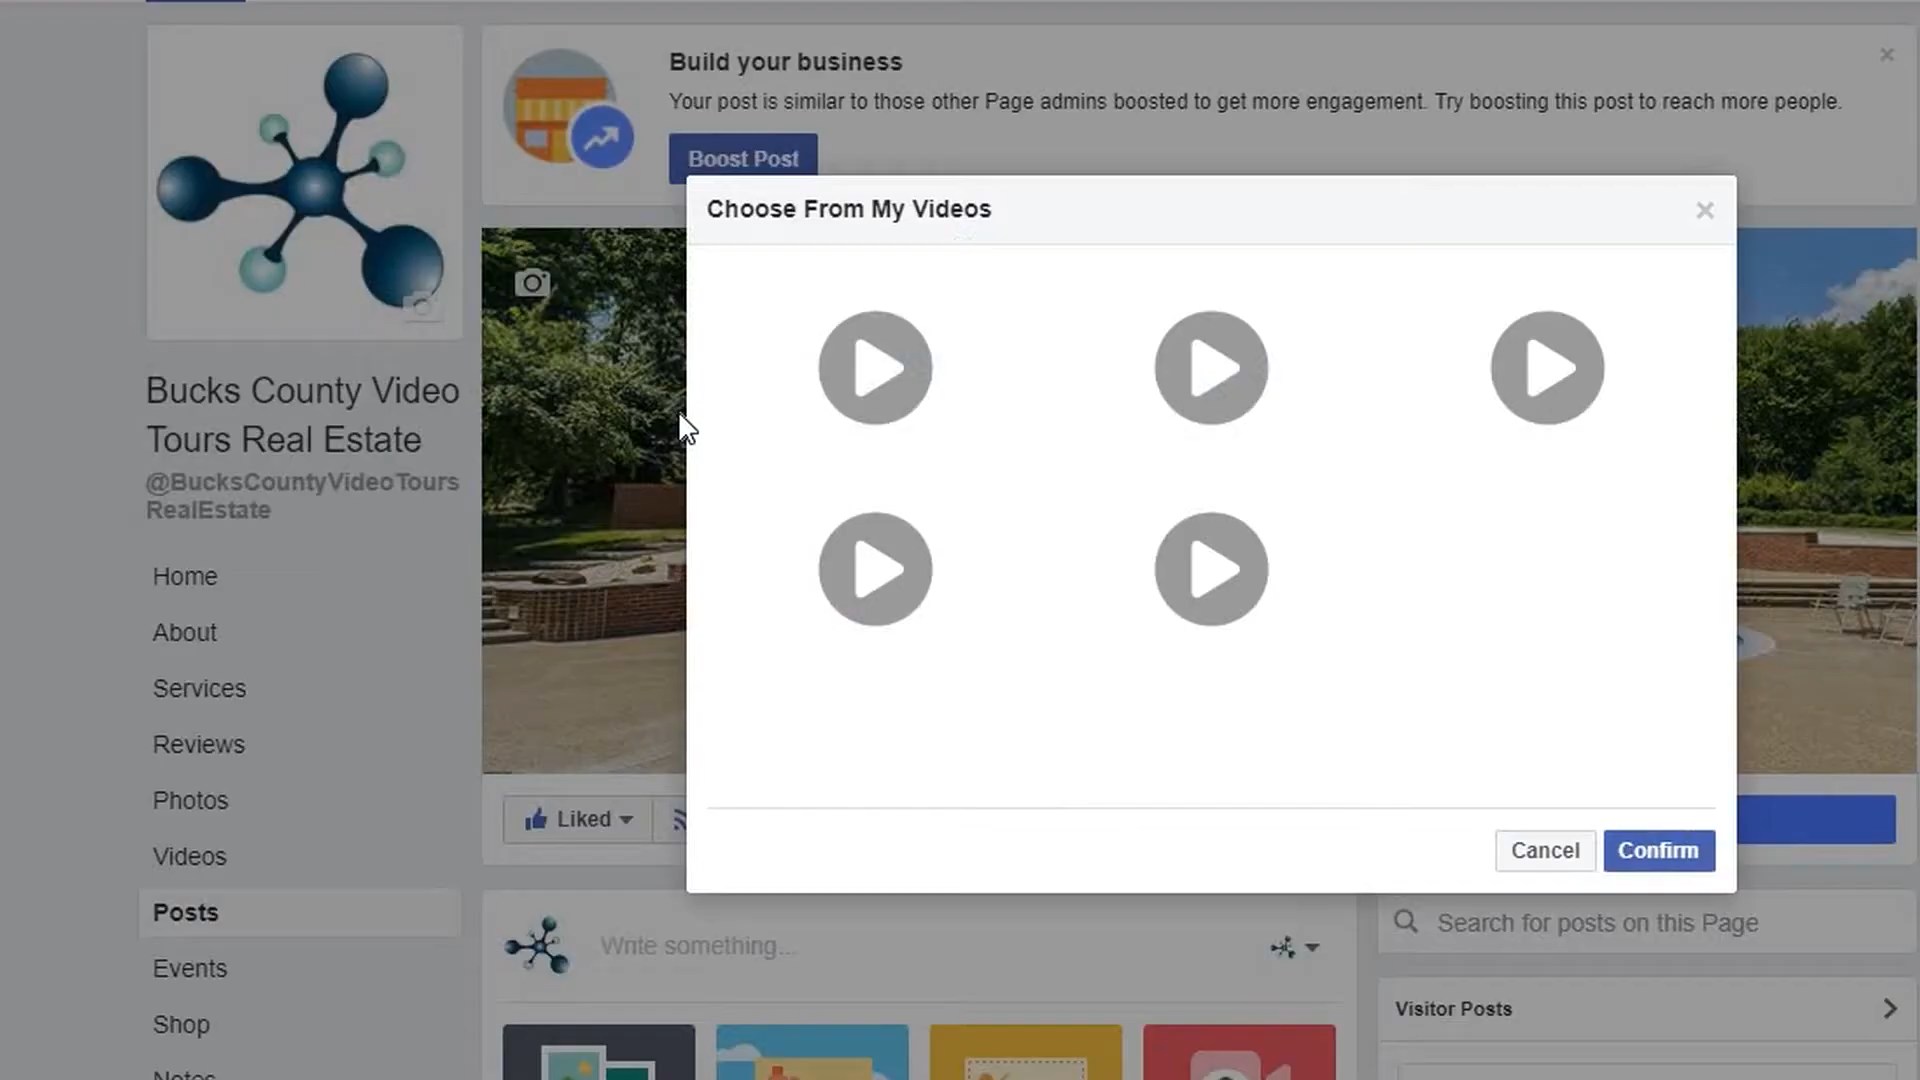 Build your business
Your post is similar to those other Page admins boosted to get more engagement. Try boosting this post to reach more people.
Boost Post
Choose From My Videos
Bucks County Video
Tours Real Estate
@BucksCountyVideoTours
RealEstate
Home
About
Services
Reviews
Photos
Videos
Posts
Events
Shop
Notes
Liked
Cancel
Confirm
Write something...
Search for posts on this Page
Visitor Posts